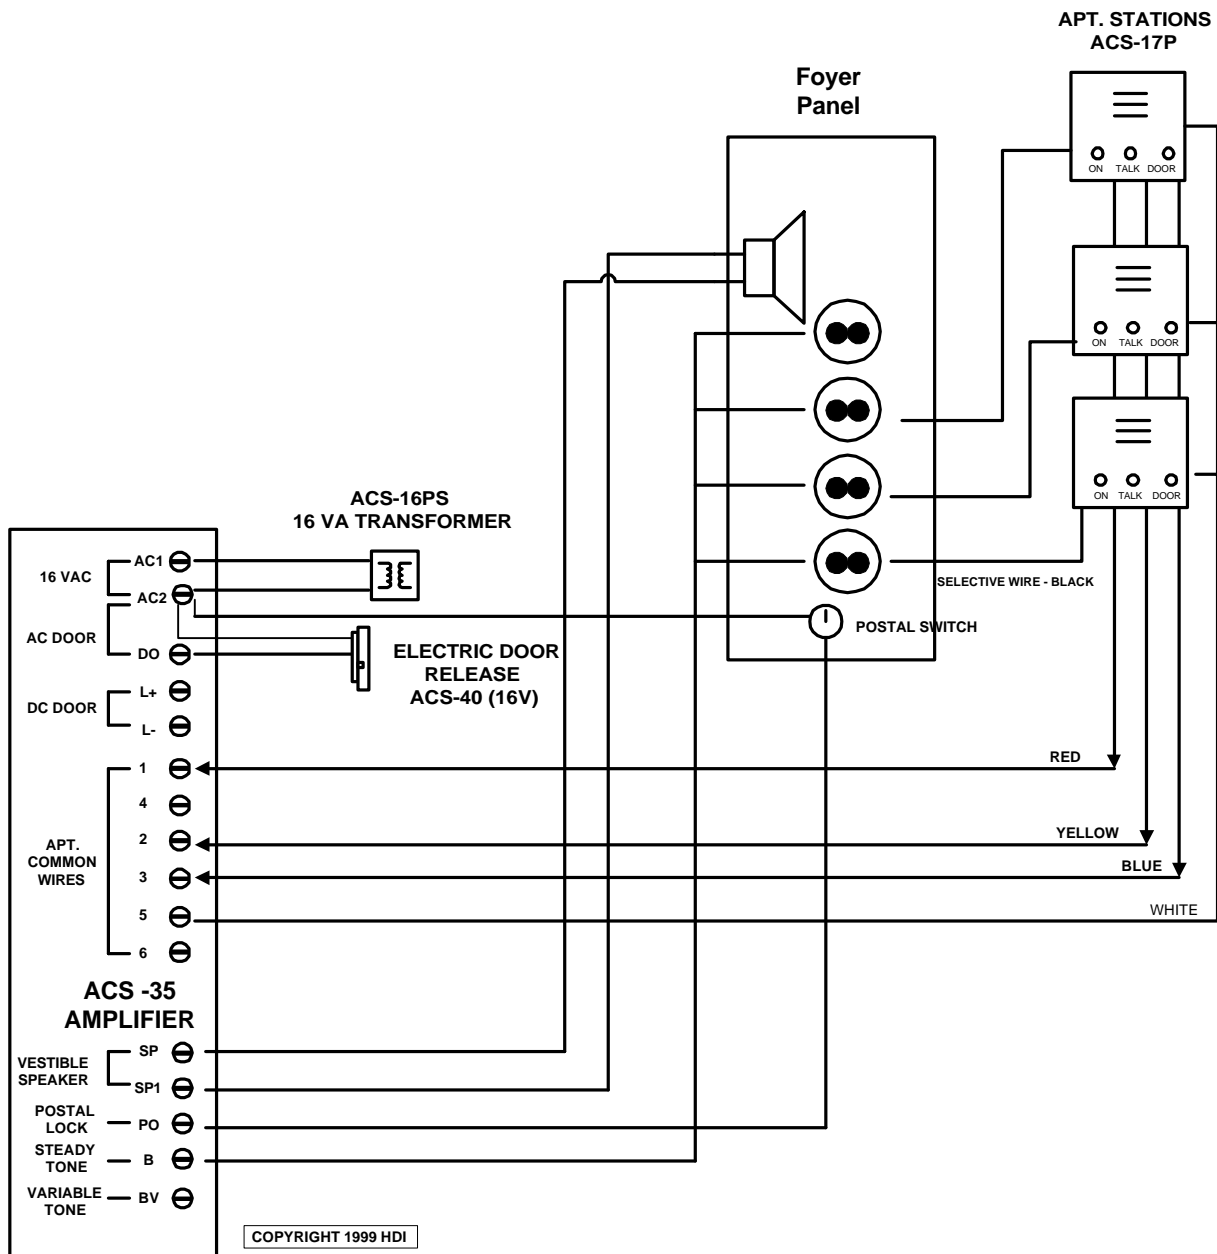 APT. STATIONS
ACS-17P
Foyer
Panel
ON TALK DOOR
ON TALK DOOR
ON TALK DOOR
ACS-16PS
16 VA TRANSFORMER
16 VAC
AC1
AC2
AC DOOR
DO
DC DOOR
L+
L-
SELECTIVE WIRE - BLACK
POSTAL SWITCH
ELECTRIC DOOR
RELEASE
ACS-40 (16V)
RED
YELLOW
BLUE
WHITE
APT.
COMMON
WIRES
1
4
2
3
5
6
ACS -35
AMPLIFIER
VESTIBLE
SPEAKER
SP
SP1
POSTAL
LOCK
PO
STEADY
TONE
B
VARIABLE
TONE
BV
COPYRIGHT 1999 HDI